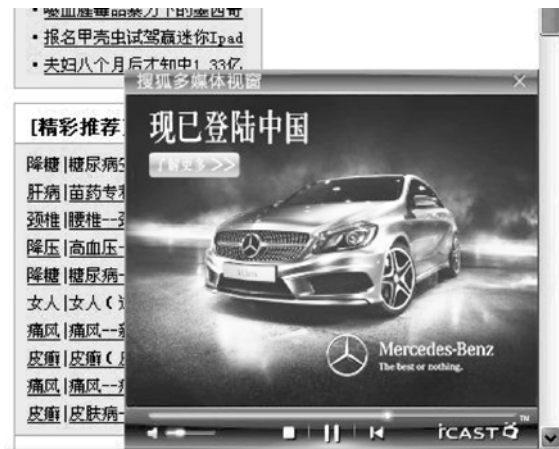 · 报名甲壳虫试驾赢迷你Ipad
· 夫妇八个月后才知中1.33亿
搜狐多媒体视窗
[精彩推荐]
现已登陆中国
了解更多 >>
降糖|糖尿病
肝病|苗药专
颈椎|腰椎--
降压|高血压-
降糖|糖尿病-
女人|女人(
痛风|痛风--
皮癣|皮癣(
痛风|痛风--
皮癣|皮肤病-
Mercedes-Benz
The best or nothing.
iCAST
TM